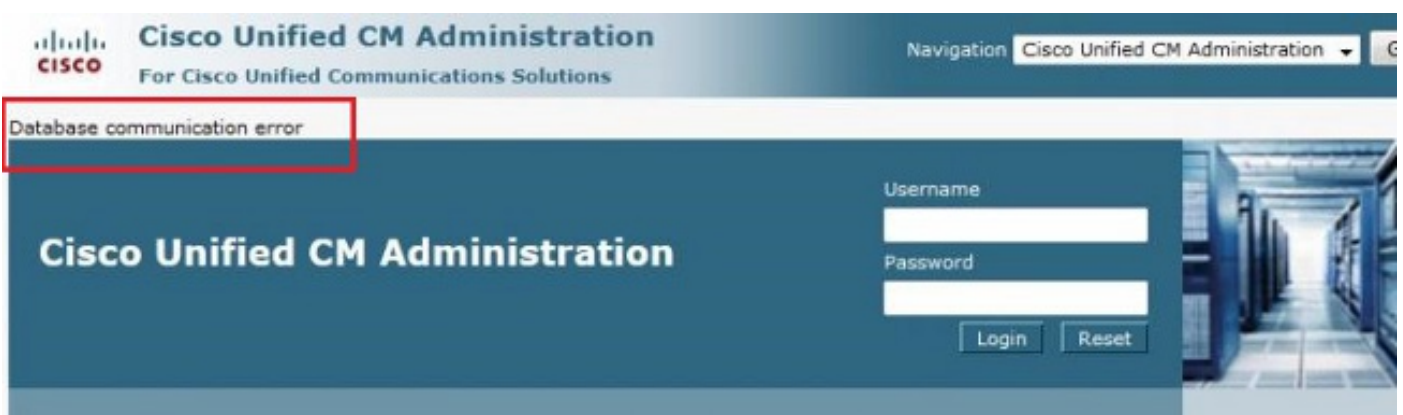 Cisco Unified CM Administration
For Cisco Unified Communications Solutions
CISCO
Navigation Cisco Unified CM Administration
Database communication error
Username
Cisco Unified CM Administration
Password
Login Reset